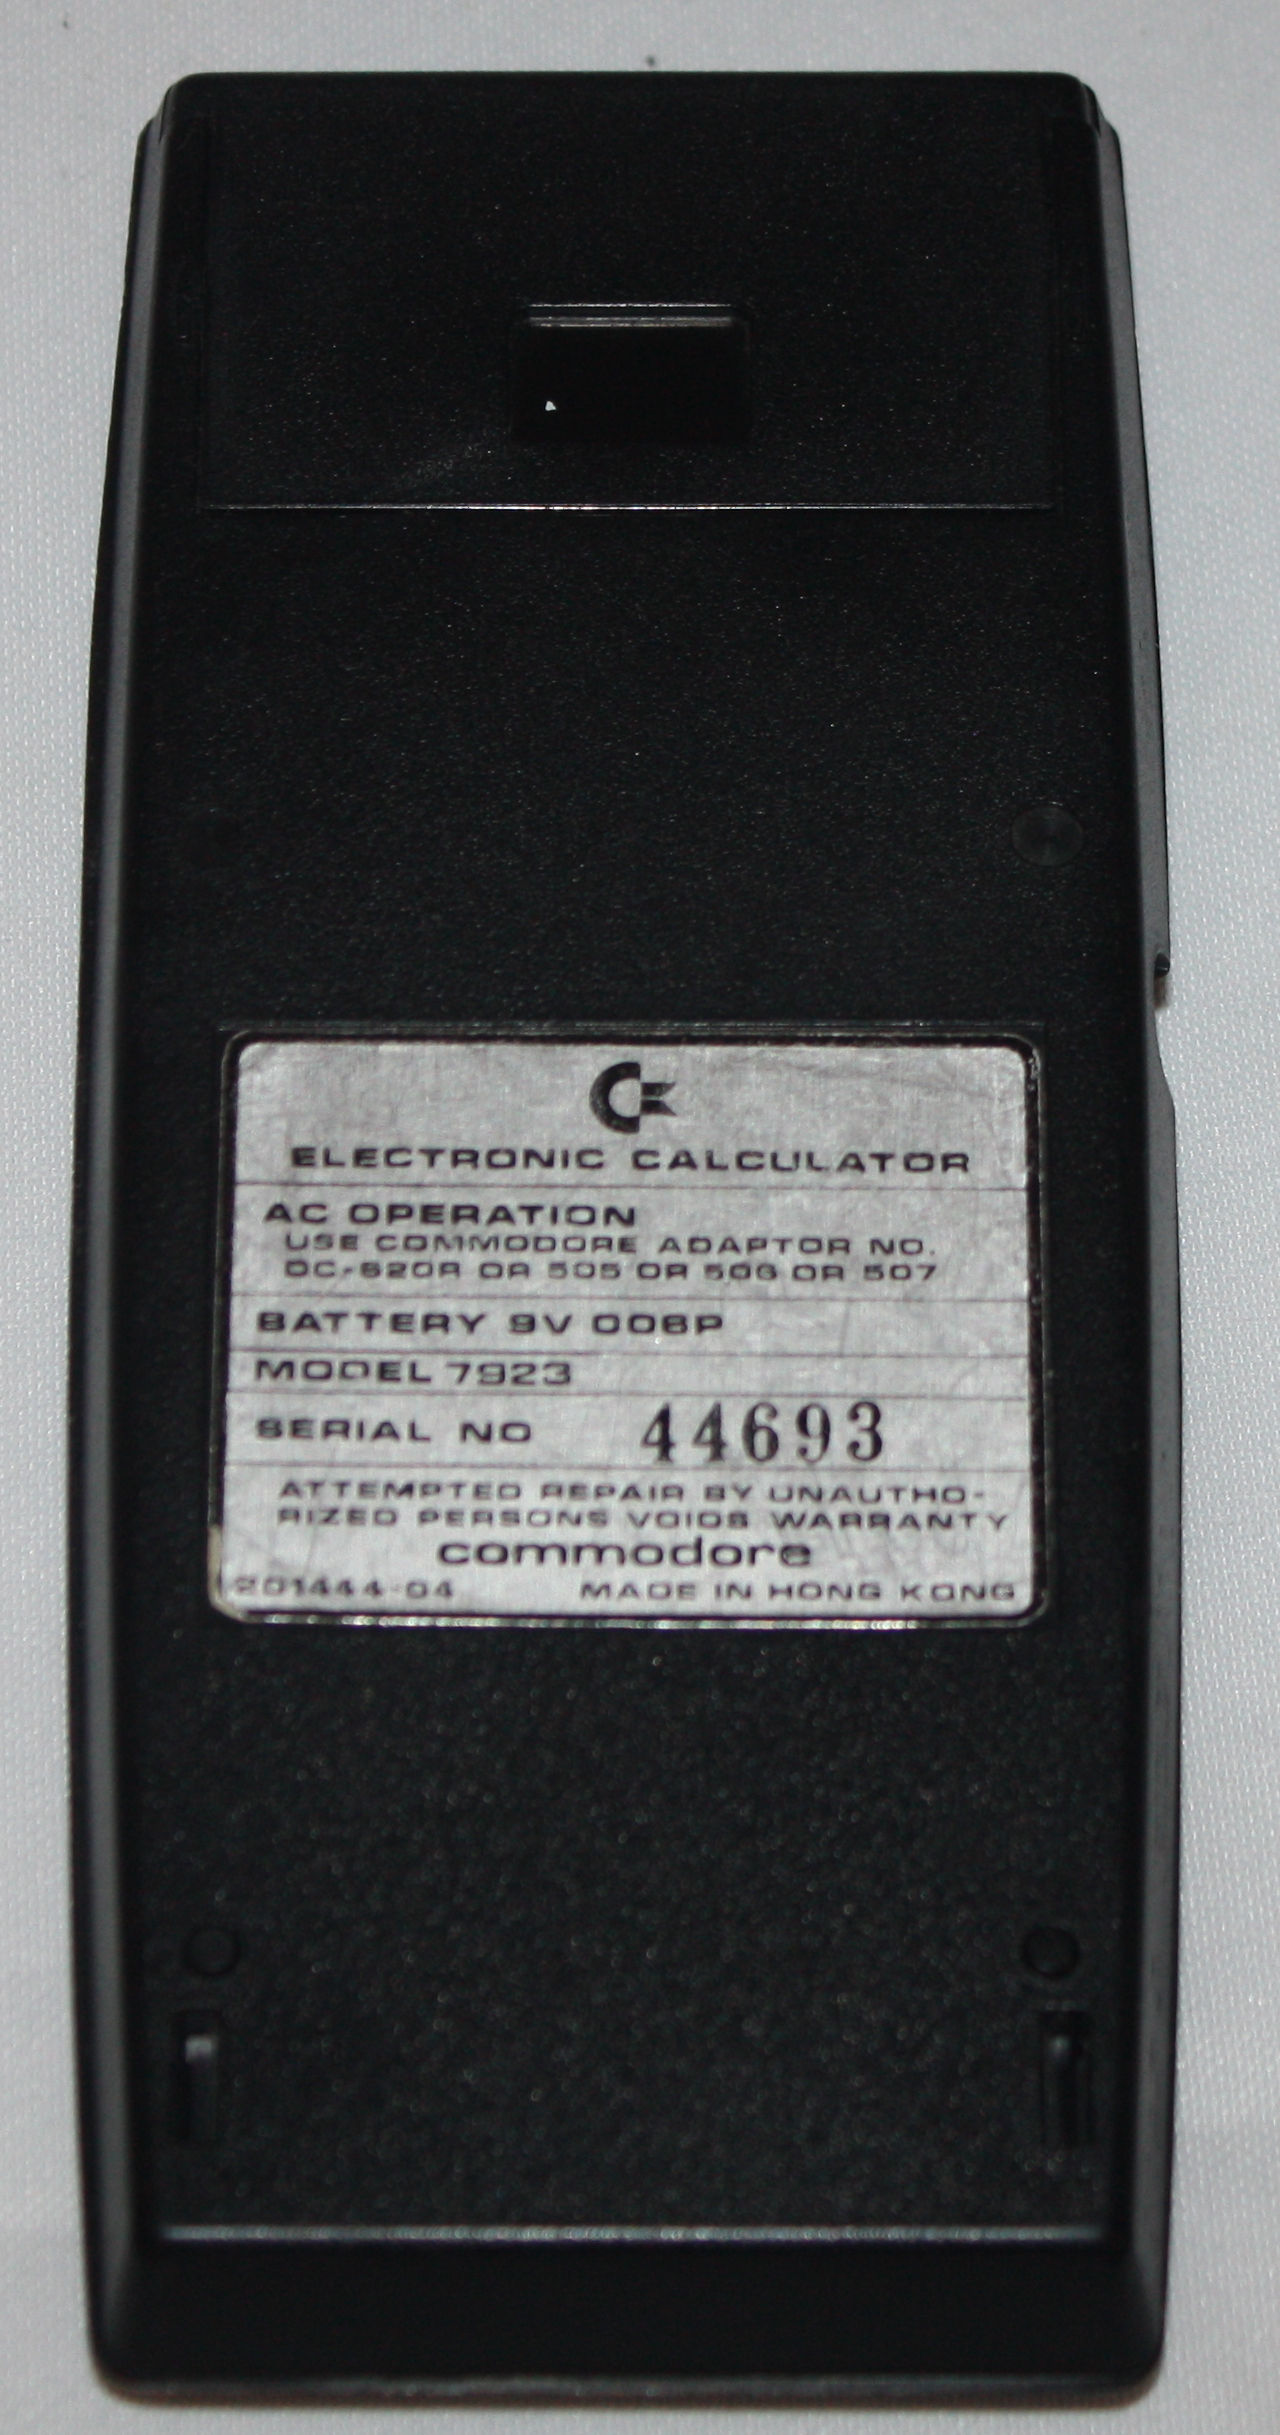 ELECTRONIC CALCULATOR
AC OPERATION
USE COMMODORE ADAPTOR NO.
DC-620R OR 505 OR 506 OR 507
BATTERY 9V 006P
MODEL 7923
SERIAL NO 44693
ATTEMPTED REPAIR BY UNAUTHO-
RIZED PERSONS VOIDS WARRANTY
commodore
201444-04 MADE IN HONG KONG